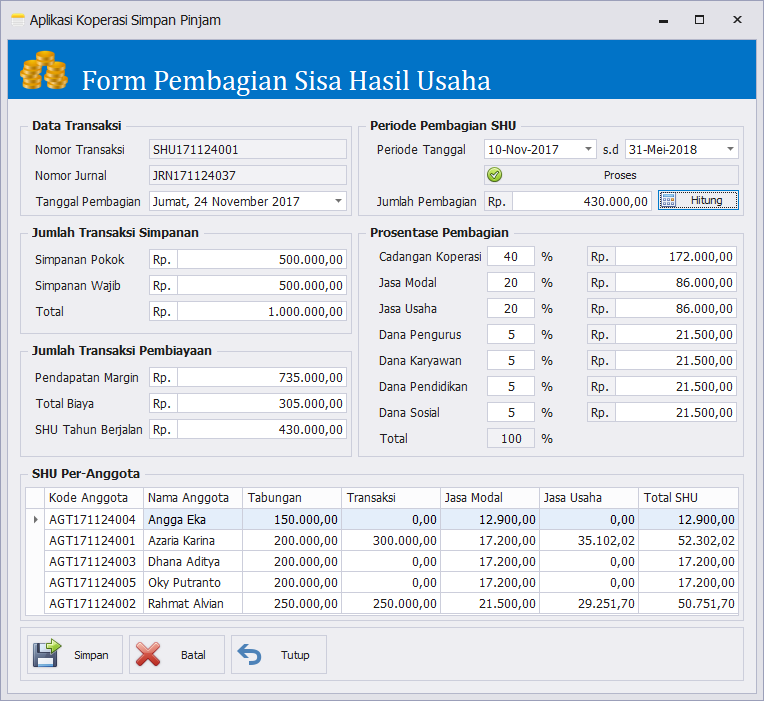 Aplikasi Koperasi Simpan Pinjam
Form Pembagian Sisa Hasil Usaha
Data Transaksi
Nomor Transaksi SHU171124001
Nomor Jurnal JRN171124037
Tanggal Pembagian Jumat, 24 November 2017
Periode Pembagian SHU
Periode Tanggal 10-Nov-2017 s.d 31-Mei-2018
Proses
Jumlah Pembagian Rp. 430.000,00 Hitung
Jumlah Transaksi Simpanan
Simpanan Pokok Rp. 500.000,00
Simpanan Wajib Rp. 500.000,00
Total Rp. 1.000.000,00
Jumlah Transaksi Pembiayaan
Pendapatan Margin Rp. 735.000,00
Total Biaya Rp. 305.000,00
SHU Tahun Berjalan Rp. 430.000,00
Prosentase Pembagian
Cadangan Koperasi 40 % Rp. 172.000,00
Jasa Modal 20 % Rp. 86.000,00
Jasa Usaha 20 % Rp. 86.000,00
Dana Pengurus 5 % Rp. 21.500,00
Dana Karyawan 5 % Rp. 21.500,00
Dana Pendidikan 5 % Rp. 21.500,00
Dana Sosial 5 % Rp. 21.500,00
Total 100 %
SHU Per-Anggota
Kode Anggota Nama Anggota Tabungan Transaksi Jasa Modal Jasa Usaha Total SHU
AGT171124004 Angga Eka 150.000,00 0,00 12.900,00 0,00 12.900,00
AGT171124001 Azaria Karina 200.000,00 300.000,00 17.200,00 35.102,02 52.302,02
AGT171124003 Dhana Aditya 200.000,00 0,00 17.200,00 0,00 17.200,00
AGT171124005 Oky Putranto 200.000,00 0,00 17.200,00 0,00 17.200,00
AGT171124002 Rahmat Alvian 250.000,00 250.000,00 21.500,00 29.251,70 50.751,70
Simpan Batal Tutup